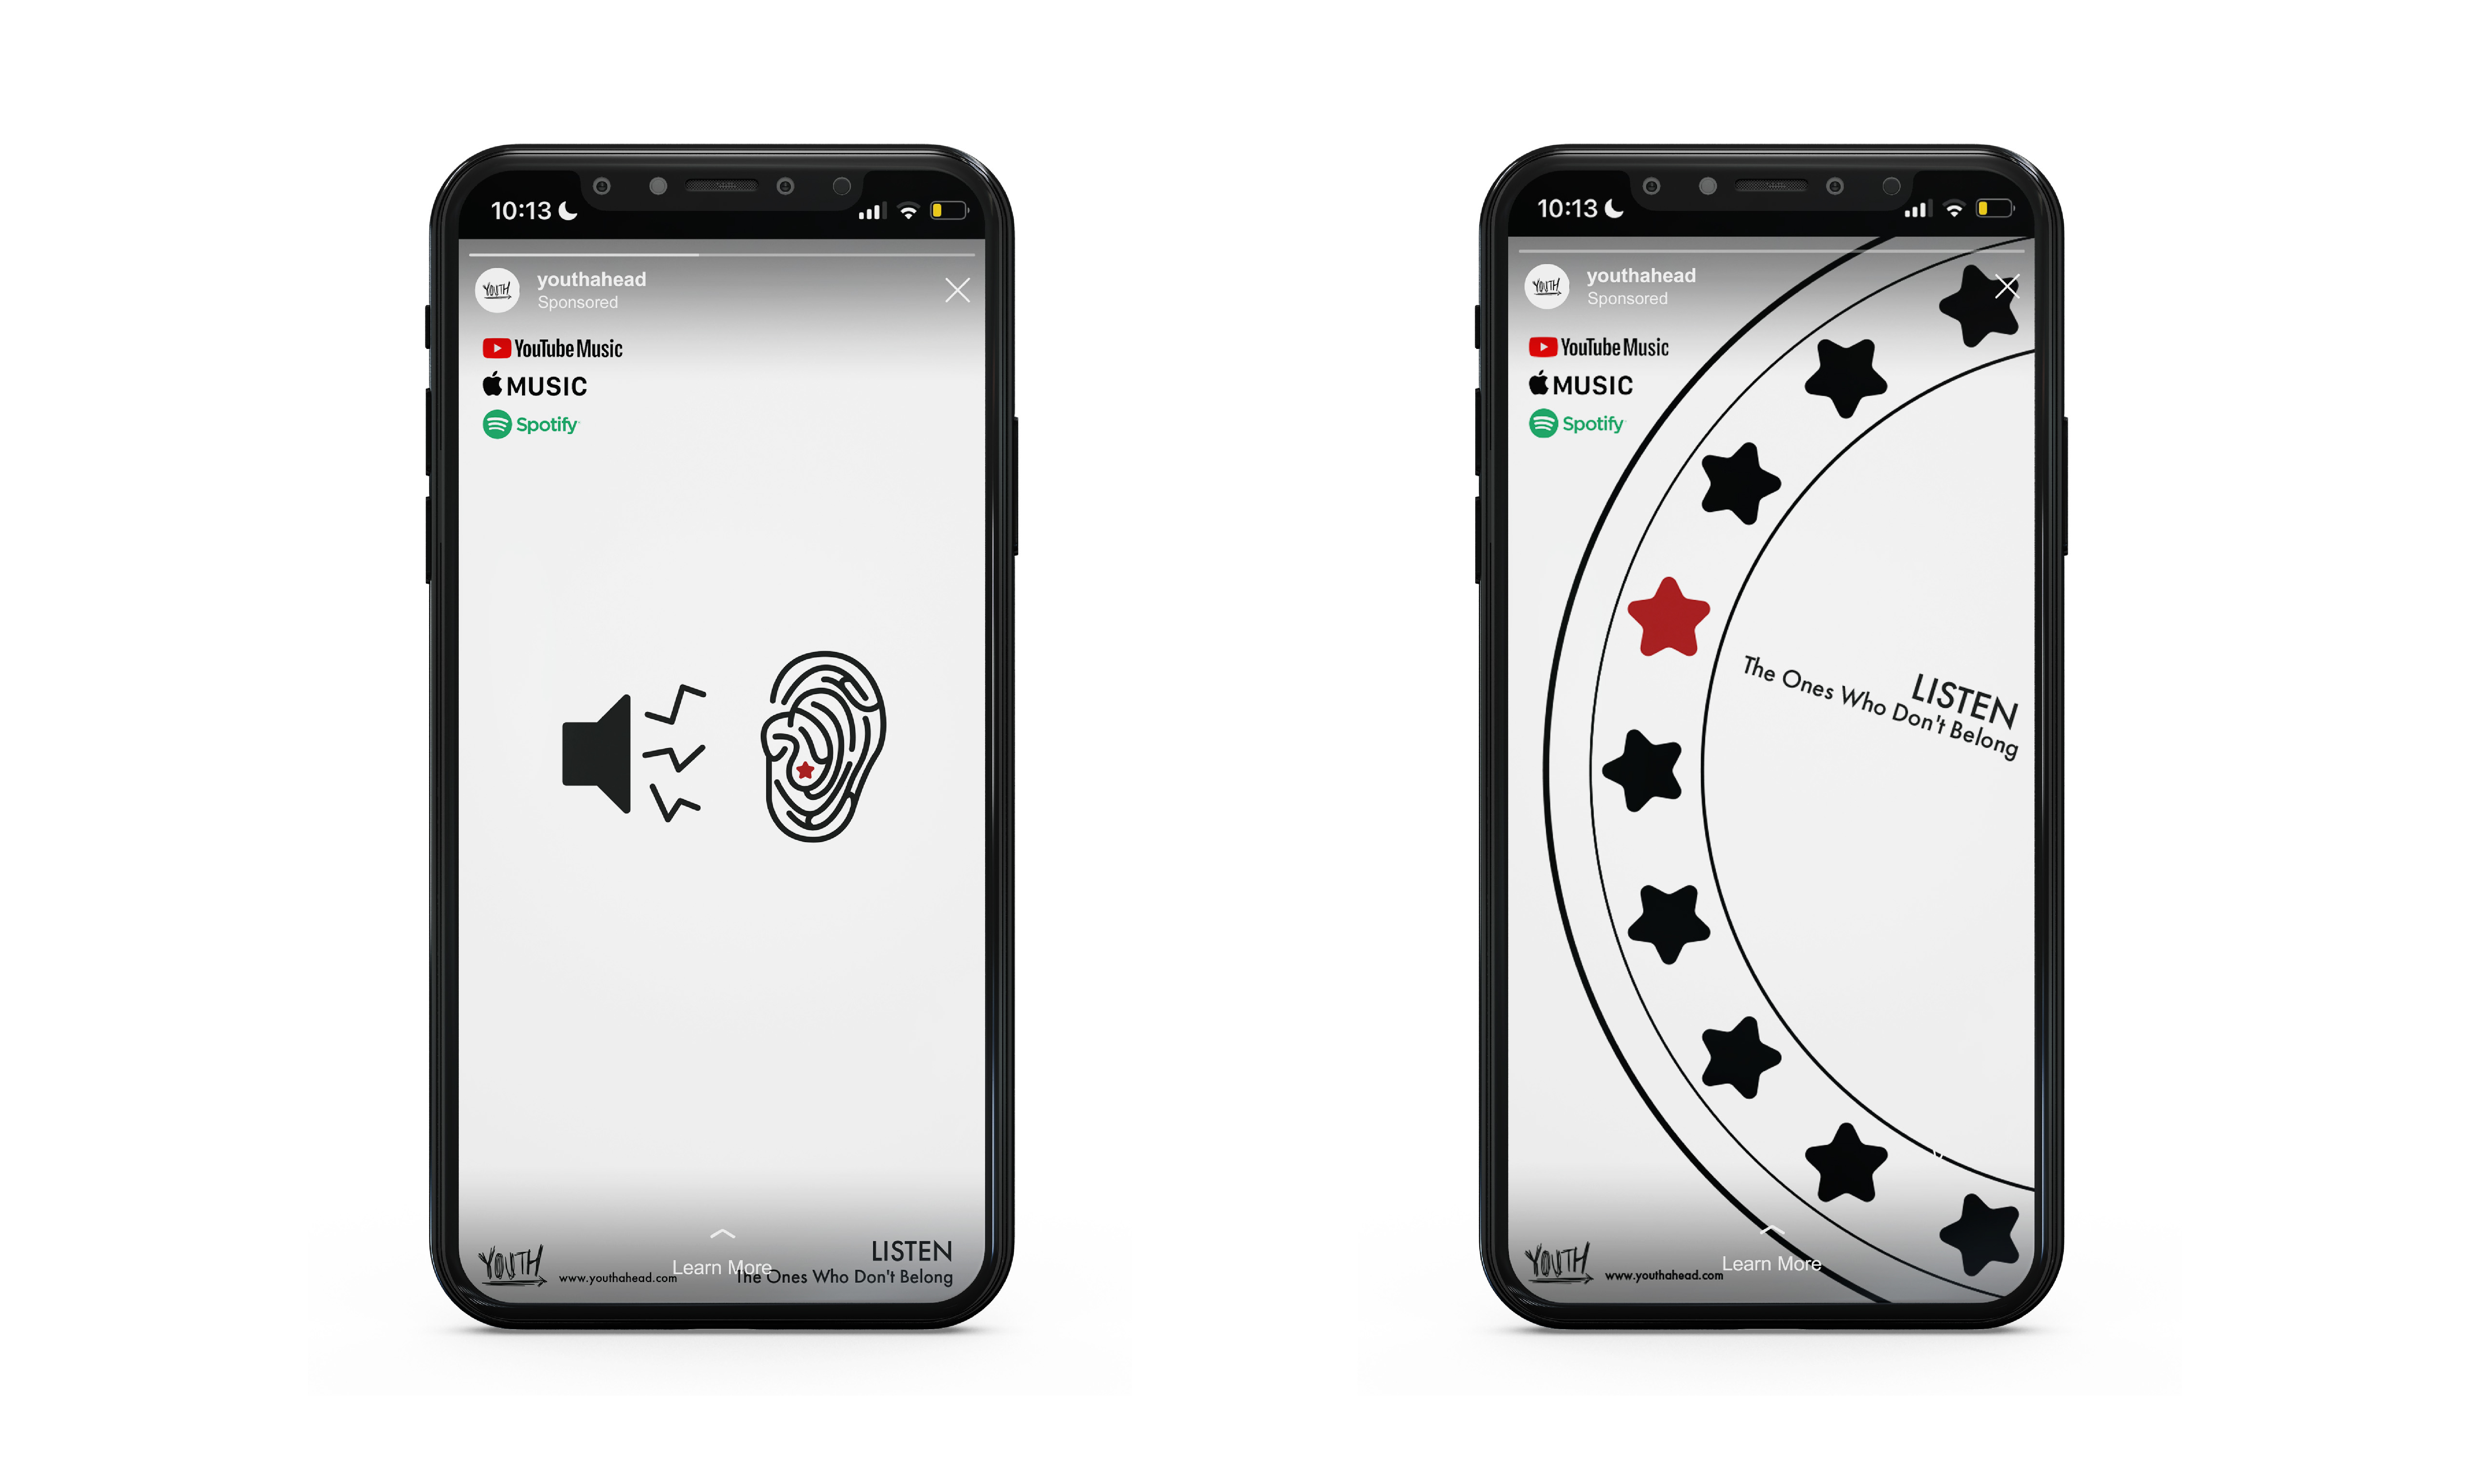 10:13
youthahead
Sponsored
YOUTH
YouTube Music
MUSIC
Spotify
YOUTH
www.youthahead.com
Learn More
LISTEN
The Ones Who Don't Belong
10:13
youthahead
Sponsored
YOUTH
YouTube Music
MUSIC
Spotify
LISTEN
The Ones Who Don't Belong
YOUTH
www.youthahead.com
Learn More